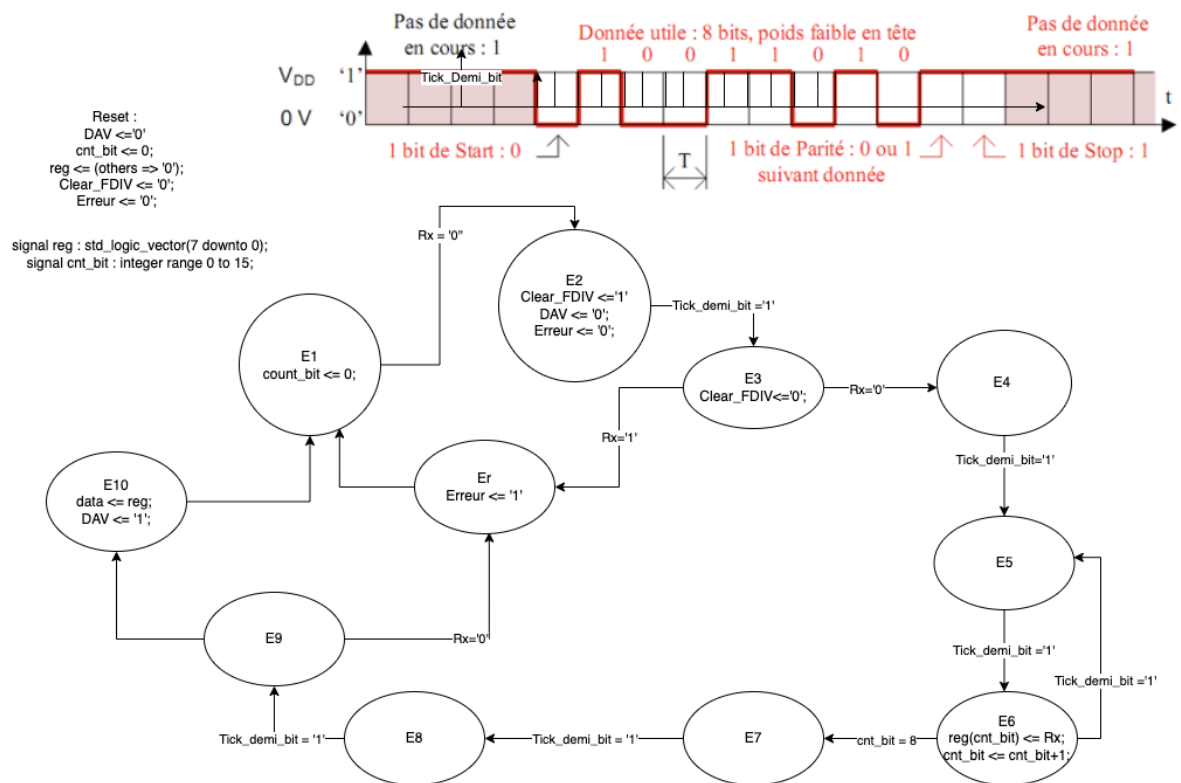 Pas de donnée
en cours : 1
Donnée utile : 8 bits, poids faible en tête
1 0 0 1 1 0 1 0
Pas de donnée
en cours : 1
VDD '1'
Tick_Demi_bit
0 V '0'
t
1 bit de Start : 0
T
1 bit de Parité : 0 ou 1
suivant donnée
1 bit de Stop : 1
Reset :
DAV <='0'
cnt_bit <= 0;
reg <= (others => '0');
Clear_FDIV <= '0';
Erreur <= '0';
signal reg : std_logic_vector(7 downto 0);
signal cnt_bit : integer range 0 to 15;
Rx = '0"
E2
Clear_FDIV <='1'
DAV <= '0';
Erreur <= '0';
Tick_demi_bit ='1'
E1
count_bit <= 0;
E3
Clear_FDIV<='0';
Rx='0'
E4
Rx='1'
Tick_demi_bit='1'
E10
data <= reg;
DAV <= '1';
Er
Erreur <= '1'
E5
E9
Rx='0'
Tick_demi_bit ='1'
Tick_demi_bit ='1'
Tick_demi_bit = '1'
E8
Tick_demi_bit = '1'
E7
cnt_bit = 8
E6
reg(cnt_bit) <= Rx;
cnt_bit <= cnt_bit+1;